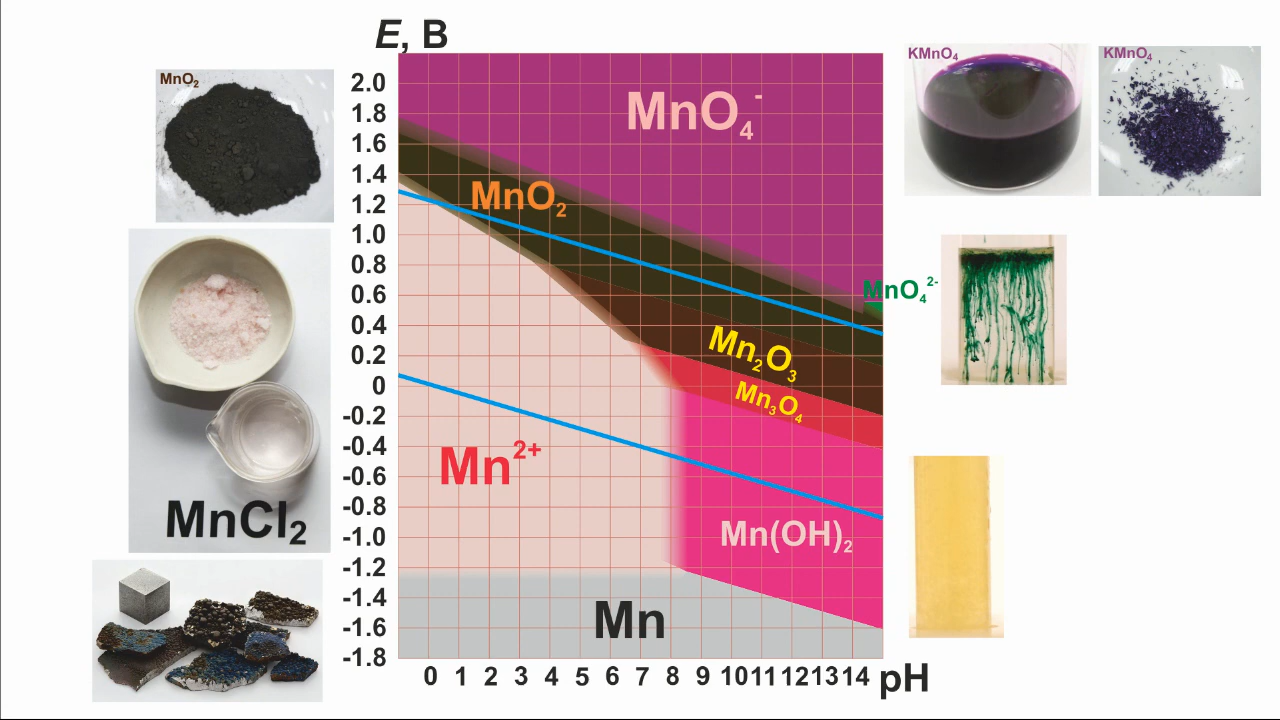 E, В
MnO₂
KMnO₄
KMnO₄
2.0
1.8
1.6
1.4
1.2
1.0
0.8
0.6
0.4
0.2
0
-0.2
-0.4
-0.6
-0.8
-1.0
-1.2
-1.4
-1.6
-1.8
MnO₄⁻
MnO₂
MnO₄²⁻
Mn₂O₃
Mn₃O₄
Mn²⁺
MnCl₂
Mn(OH)₂
Mn
0 1 2 3 4 5 6 7 8 9 10 11 12 13 14 pH